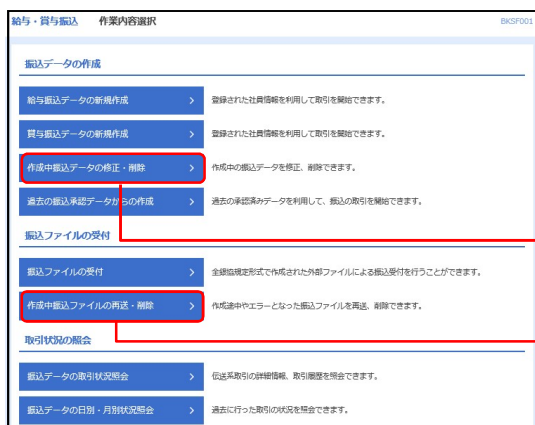 給与・賞与振込 作業内容選択 BKSF001
振込データの作成
給与振込データの新規作成 > 登録された社員情報を利用して取引を開始できます。
賞与振込データの新規作成 > 登録された社員情報を利用して取引を開始できます。
作成中振込データの修正・削除 > 作成中の振込データを修正、削除できます。
過去の振込承認データからの作成 > 過去の承認済みデータを利用して、振込の取引を開始できます。
振込ファイルの受付
振込ファイルの受付 > 全銀協規定形式で作成された外部ファイルによる振込受付を行うことができます。
作成中振込ファイルの再送・削除 > 作成途中やエラーとなった振込ファイルを再送、削除できます。
取引状況の照会
振込データの取引状況照会 > 伝送系取引の詳細情報、取引履歴を照会できます。
振込データの日別・月別状況照会 > 過去に行った取引の状況を照会できます。